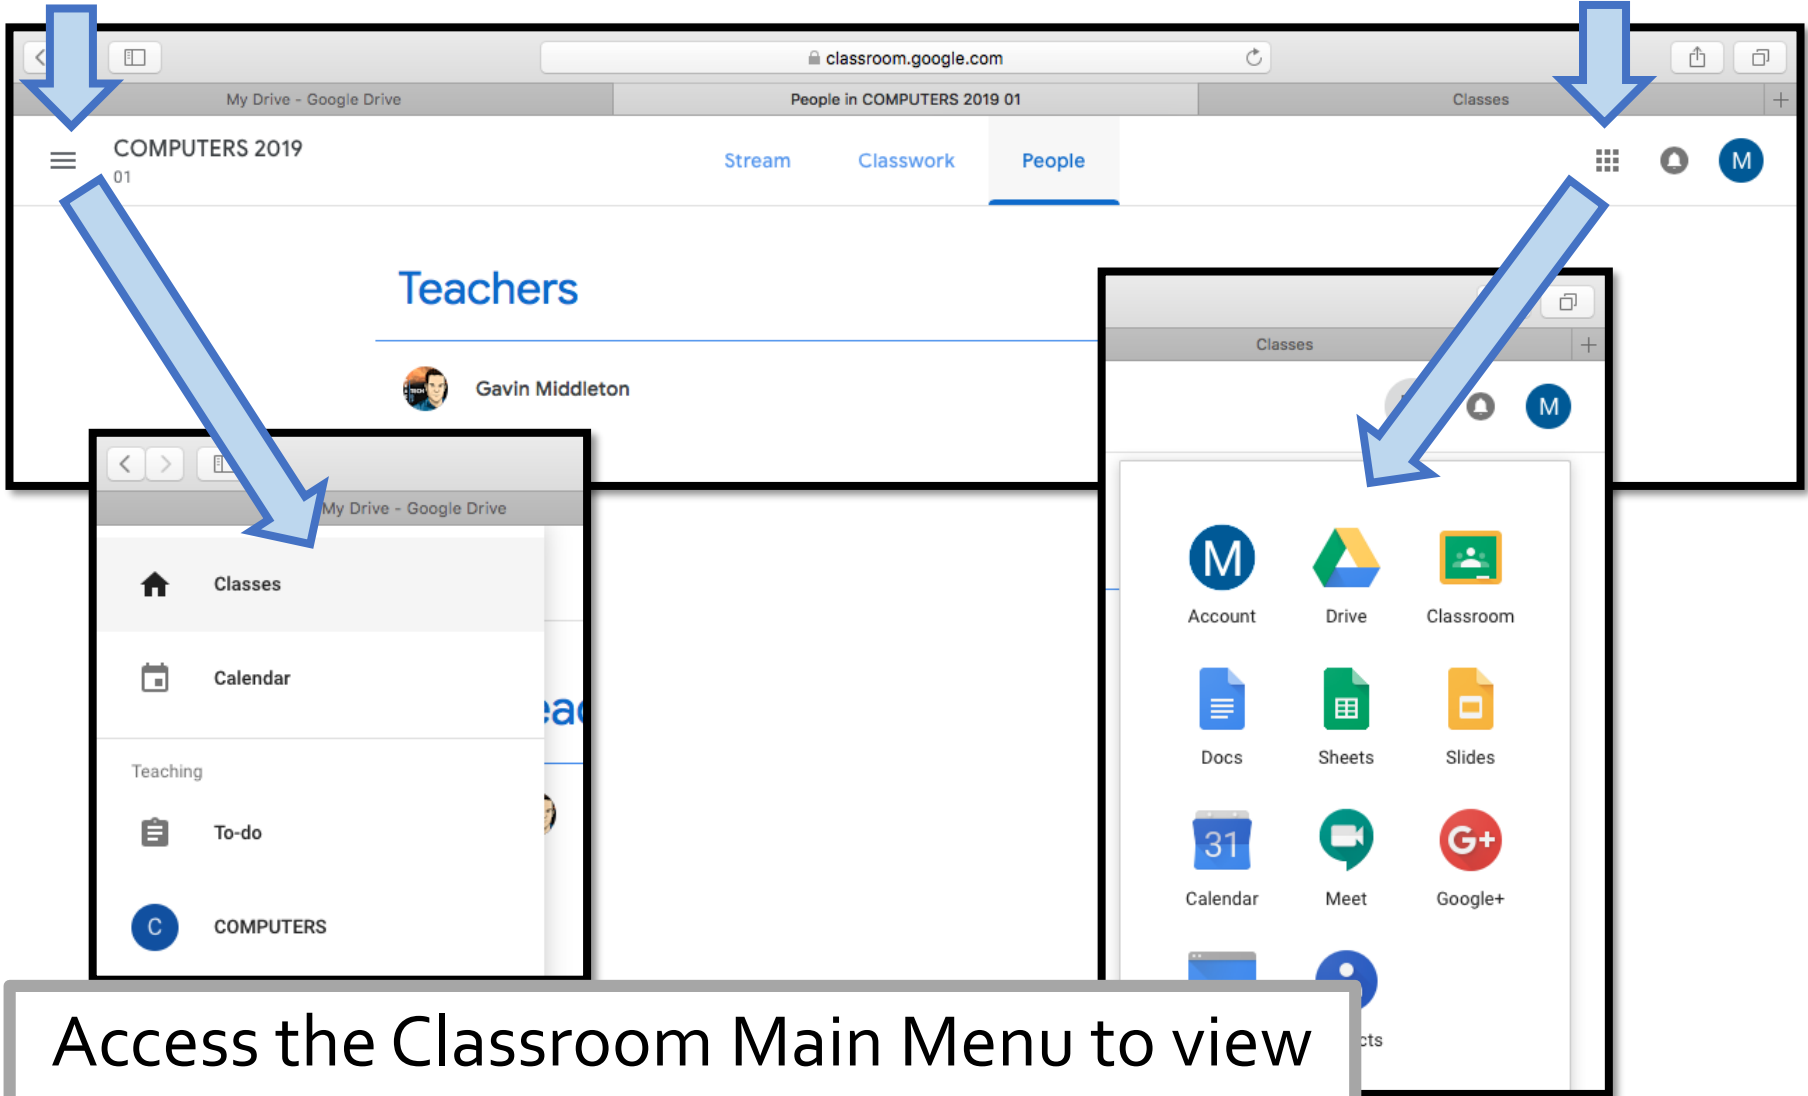 classroom.google.com
My Drive - Google Drive
People in COMPUTERS 2019 01
Classes
COMPUTERS 2019
01
Stream
Classwork
People
M
Teachers
Gavin Middleton
My Drive - Google Drive
Classes
Calendar
Teaching
To-do
C
COMPUTERS
Classes
M
M
Account
Drive
Classroom
Docs
Sheets
Slides
31
G+
Calendar
Meet
Google+
Access the Classroom Main Menu to view